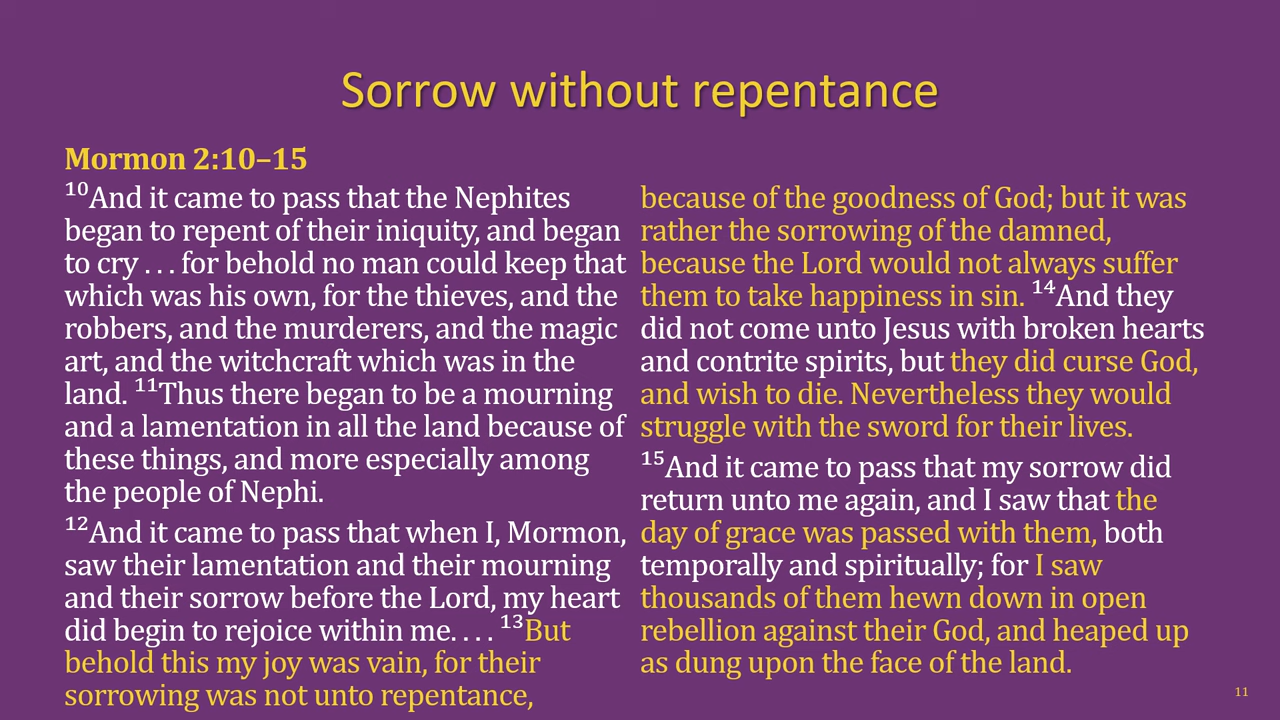 Sorrow without repentance
Mormon 2:10–15
¹⁰And it came to pass that the Nephites
began to repent of their iniquity, and began
to cry . . . for behold no man could keep that
which was his own, for the thieves, and the
robbers, and the murderers, and the magic
art, and the witchcraft which was in the
land. ¹¹Thus there began to be a mourning
and a lamentation in all the land because of
these things, and more especially among
the people of Nephi.
¹²And it came to pass that when I, Mormon,
saw their lamentation and their mourning
and their sorrow before the Lord, my heart
did begin to rejoice within me. . . . ¹³But
behold this my joy was vain, for their
sorrowing was not unto repentance,
because of the goodness of God; but it was
rather the sorrowing of the damned,
because the Lord would not always suffer
them to take happiness in sin. ¹⁴And they
did not come unto Jesus with broken hearts
and contrite spirits, but they did curse God,
and wish to die. Nevertheless they would
struggle with the sword for their lives.
¹⁵And it came to pass that my sorrow did
return unto me again, and I saw that the
day of grace was passed with them, both
temporally and spiritually; for I saw
thousands of them hewn down in open
rebellion against their God, and heaped up
as dung upon the face of the land.
11